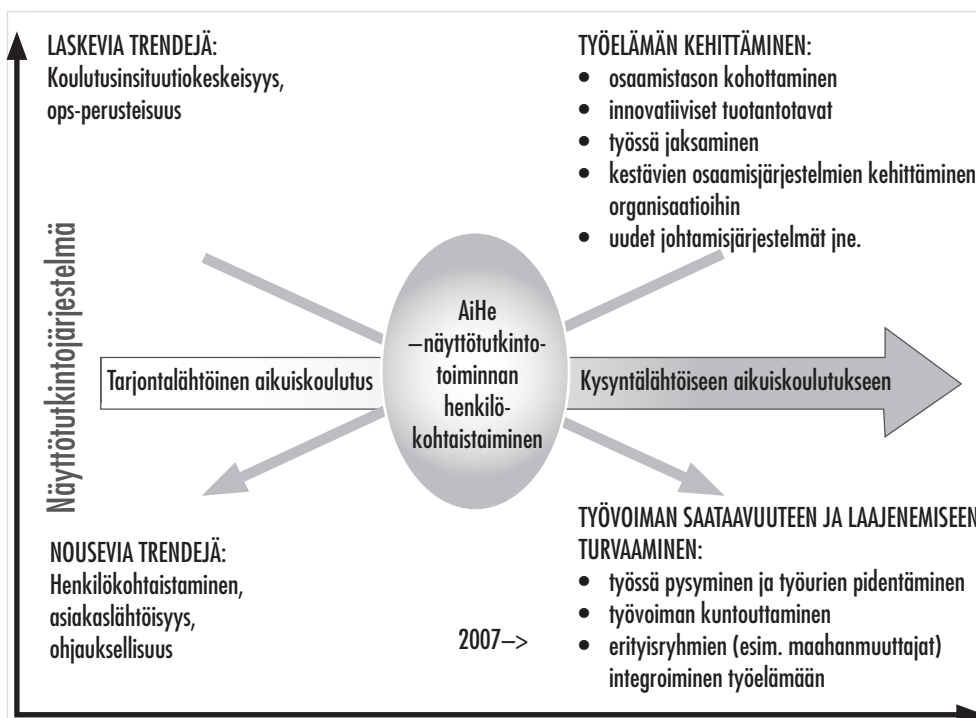 LASKEVIA TRENDEJÄ:
Koulutusinsituutiokeskeisyys,
ops-perusteisuus
TYÖELÄMÄN KEHITTÄMINEN:
• osaamistason kohottaminen
• innovatiiviset tuotantotavat
• työssä jaksaminen
• kestävien osaamisjärjestelmien kehittäminen
organisaatioihin
• uudet johtamisjärjestelmät jne.
Näyttötutkintojärjestelmä
Tarjontalähtöinen aikuiskoulutus
AiHe
–näyttötutkinto-
toiminnan
henkilö-
kohtaistaiminen
Kysyntälähtöiseen aikuiskoulutukseen
NOUSEVIA TRENDEJÄ:
Henkilökohtaistaminen,
asiakaslähtöisyys,
ohjauksellisuus
2007–>
TYÖVOIMAN SAATAAVUUTEEN JA LAAJENEMISEEN
TURVAAMINEN:
• työssä pysyminen ja työurien pidentäminen
• työvoiman kuntouttaminen
• erityisryhmien (esim. maahanmuuttajat)
integroiminen työelämään